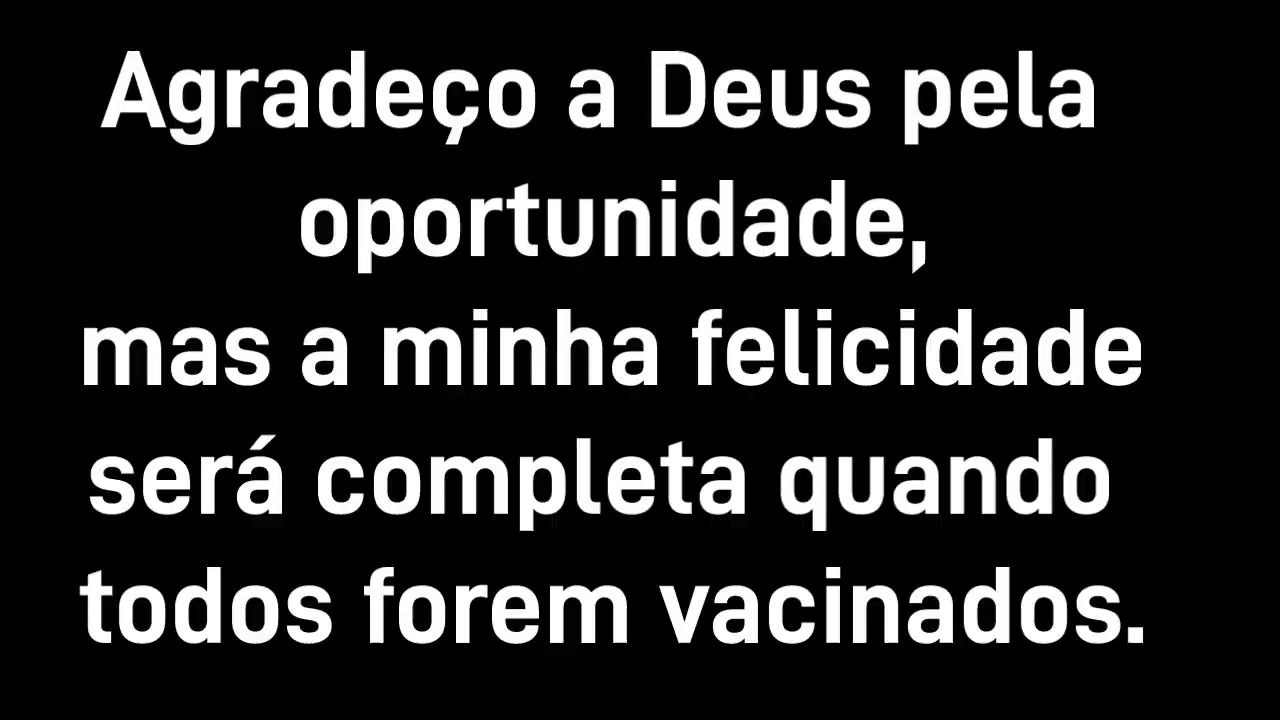 Agradeço a Deus pela
oportunidade,
mas a minha felicidade
será completa quando
todos forem vacinados.